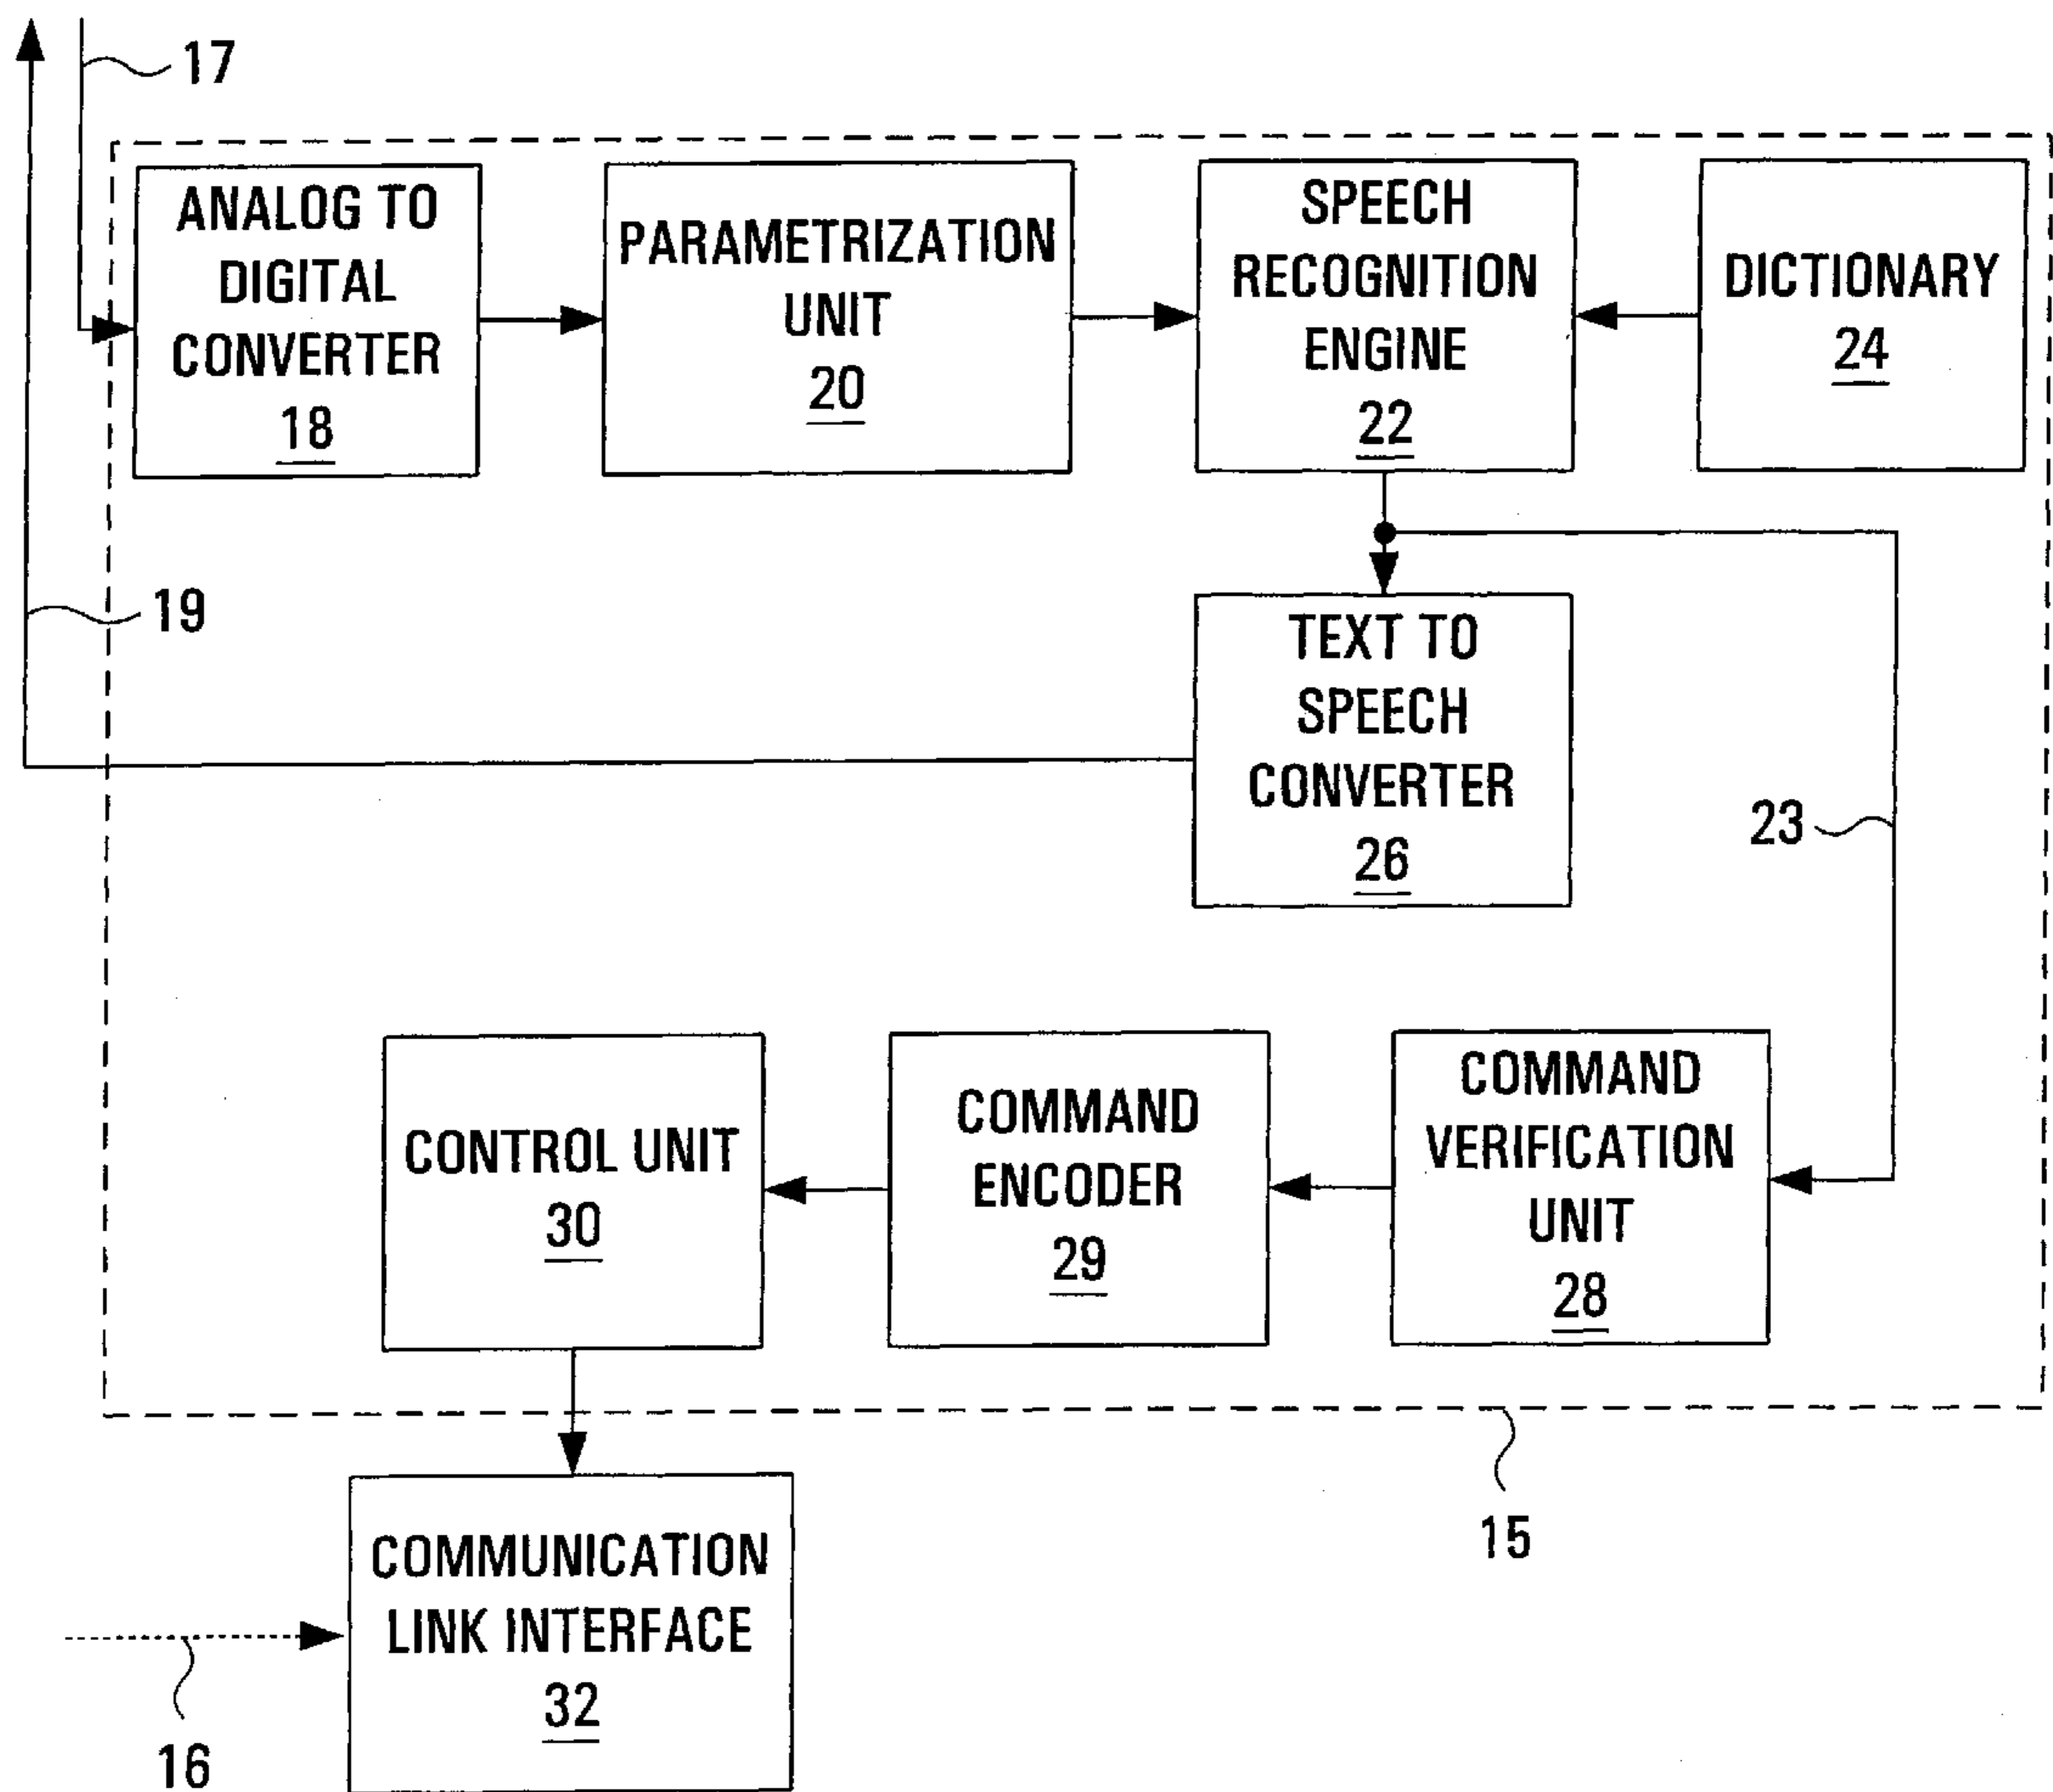 17
ANALOG TO
DIGITAL
CONVERTER
18
PARAMETRIZATION
UNIT
20
SPEECH
RECOGNITION
ENGINE
22
DICTIONARY
24
19
TEXT TO
SPEECH
CONVERTER
26
23
CONTROL UNIT
30
COMMAND
ENCODER
29
COMMAND
VERIFICATION
UNIT
28
15
COMMUNICATION
LINK INTERFACE
32
16